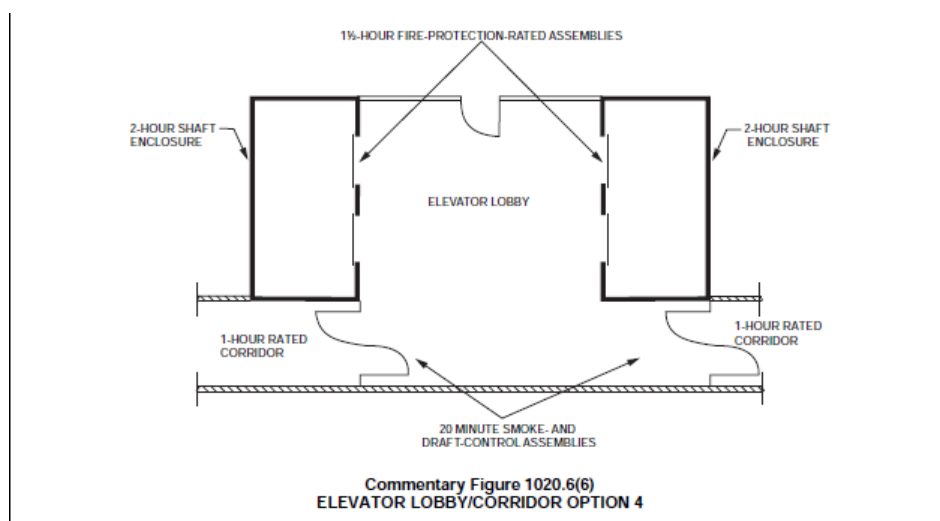 1½-HOUR FIRE-PROTECTION-RATED ASSEMBLIES
2-HOUR SHAFT
ENCLOSURE
2-HOUR SHAFT
ENCLOSURE
ELEVATOR LOBBY
1-HOUR RATED
CORRIDOR
1-HOUR RATED
CORRIDOR
20 MINUTE SMOKE- AND
DRAFT-CONTROL ASSEMBLIES
Commentary Figure 1020.6(6)
ELEVATOR LOBBY/CORRIDOR OPTION 4